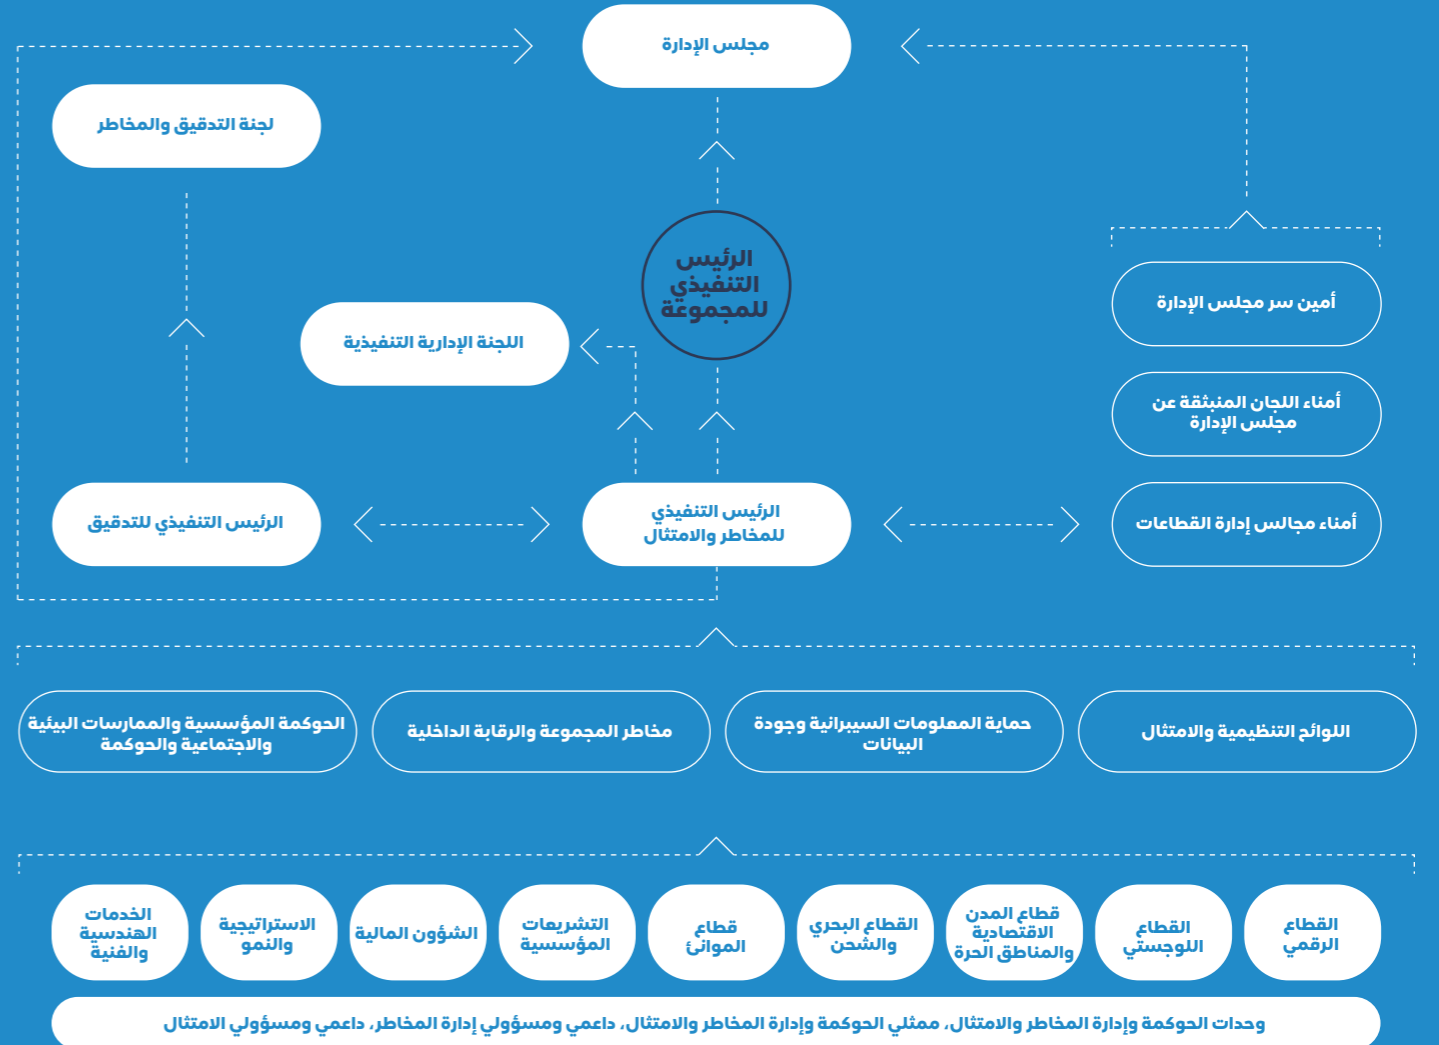 مجلس الإدارة
لجنة التدقيق والمخاطر
الرئيس
التنفيذي
للمجموعة
أمين سر مجلس الإدارة
اللجنة الإدارية التنفيذية
أمناء اللجان المنبثقة عن
مجلس الإدارة
أمناء مجالس إدارة القطاعات
الرئيس التنفيذي
للمخاطر والامتثال
الرئيس التنفيذي للتدقيق
اللوائح التنظيمية والامتثال
حماية المعلومات السيبرانية وجودة
البيانات
مخاطر المجموعة والرقابة الداخلية
الحوكمة المؤسسية والممارسات البيئية
والاجتماعية والحوكمة
القطاع
الرقمي
القطاع
اللوجستي
قطاع المدن
الاقتصادية
والمناطق الحرة
القطاع البحري
والشحن
قطاع
الموانئ
التشريعات
المؤسسية
الشؤون المالية
الاستراتيجية
والنمو
الخدمات
الهندسية
والفنية
وحدات الحوكمة وإدارة المخاطر والامتثال، ممثلي الحوكمة وإدارة المخاطر والامتثال، داعمي ومسؤولي إدارة المخاطر، داعمي ومسؤولي الامتثال